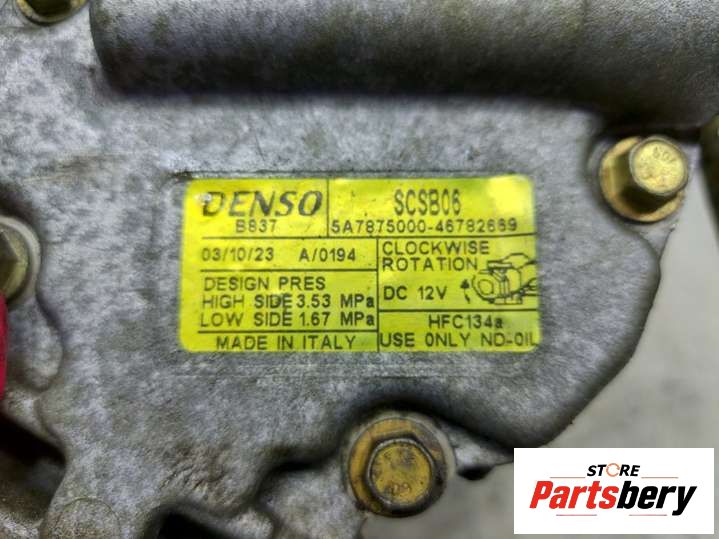 DENSO
SCSB06
B837
5A7875000-46782669
03/10/23 A/0194
CLOCKWISE
ROTATION
DESIGN PRES
HIGH SIDE 3.53 MPa
DC 12V
LOW SIDE 1.67 MPa
HFC134a
MADE IN ITALY
USE ONLY ND-OIL
STORE
Partsbery